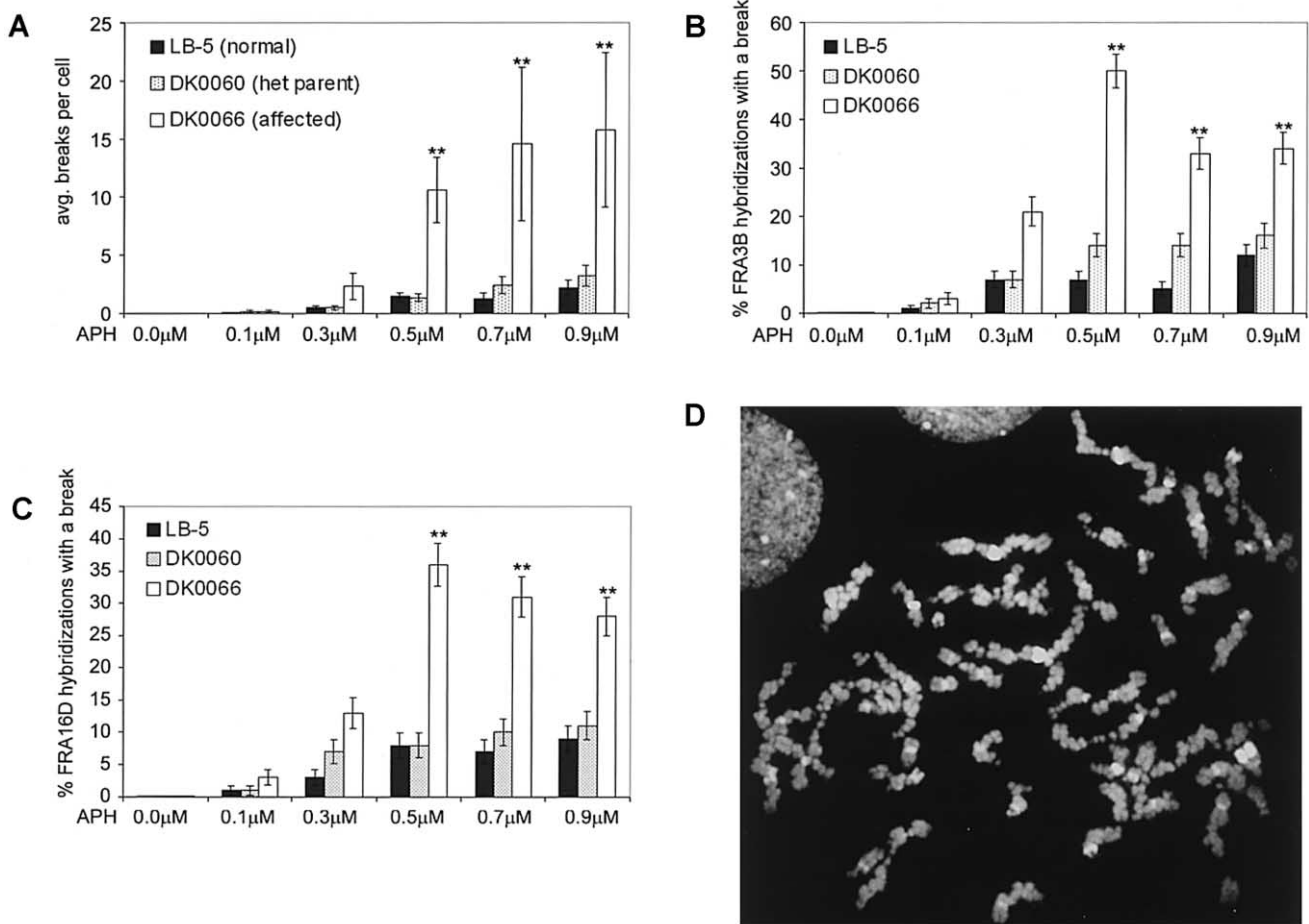 A
avg. breaks per cell
25
20
15
10
5
0
LB-5 (normal)
DK0060 (het parent)
DK0066 (affected)
**
**
**
APH 0.0µM 0.1µM 0.3µM 0.5µM 0.7µM 0.9µM
B
% FRA3B hybridizations with a break
60
50
40
30
20
10
0
LB-5
DK0060
DK0066
**
**
**
APH 0.0µM 0.1µM 0.3µM 0.5µM 0.7µM 0.9µM
C
% FRA16D hybridizations with a break
45
40
35
30
25
20
15
10
5
0
LB-5
DK0060
DK0066
**
**
**
APH 0.0µM 0.1µM 0.3µM 0.5µM 0.7µM 0.9µM
D